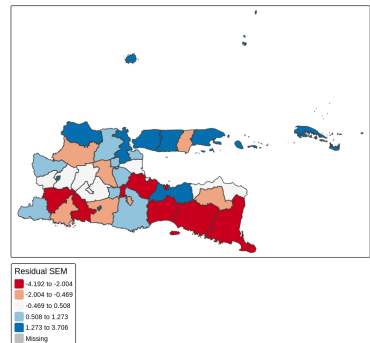 Residual SEM
-4.192 to -2.004
-2.004 to -0.469
-0.469 to 0.508
0.508 to 1.273
1.273 to 3.706
Missing